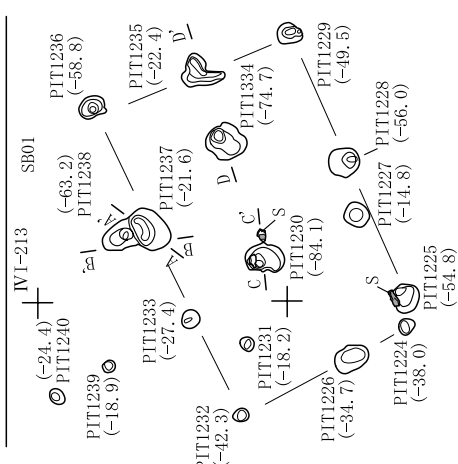 PIT1236
(-58.8)
PIT1235
(-22.4)
D'
PIT1229
(-49.5)
PIT1334
(-74.7)
PIT1228
(-56.0)
SB01
(-63.2)
PIT1238
PIT1237
(-21.6)
D
PIT1227
(-14.8)
A'
B'
A
B
C'
S
PIT1230
(-84.1)
C
IVI-213
S
PIT1225
(-54.8)
(-24.4)
PIT1240
PIT1239
(-18.9)
PIT1233
(-27.4)
PIT1231
(-18.2)
PIT1232
(-42.3)
PIT1226
(-34.7)
PIT1224
(-38.0)